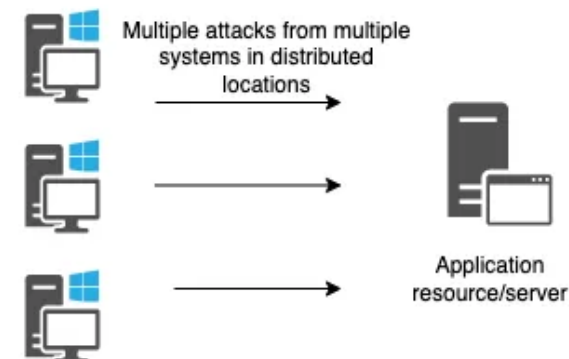 Multiple attacks from multiple
systems in distributed
locations
Application
resource/server